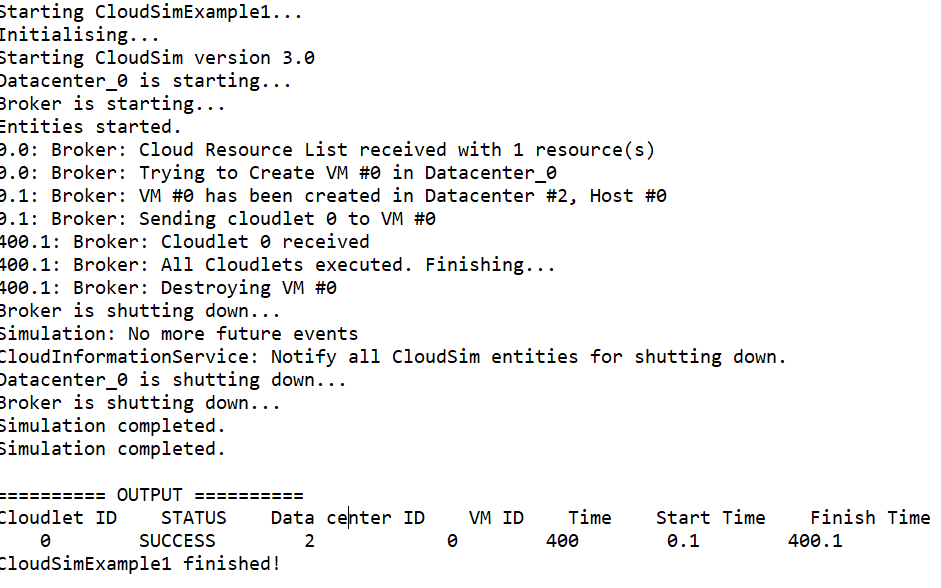 Starting CloudSimExample1...
Initialising...
Starting CloudSim version 3.0
Datacenter_0 is starting...
Broker is starting...
Entities started.
0.0: Broker: Cloud Resource List received with 1 resource(s)
0.0: Broker: Trying to Create VM #0 in Datacenter_0
0.1: Broker: VM #0 has been created in Datacenter #2, Host #0
0.1: Broker: Sending cloudlet 0 to VM #0
400.1: Broker: Cloudlet 0 received
400.1: Broker: All Cloudlets executed. Finishing...
400.1: Broker: Destroying VM #0
Broker is shutting down...
Simulation: No more future events
CloudInformationService: Notify all CloudSim entities for shutting down.
Datacenter_0 is shutting down...
Broker is shutting down...
Simulation completed.
Simulation completed.

========== OUTPUT ==========
Cloudlet ID    STATUS    Data center ID    VM ID    Time    Start Time    Finish Time
    0        SUCCESS        2            0        400        0.1        400.1
CloudSimExample1 finished!